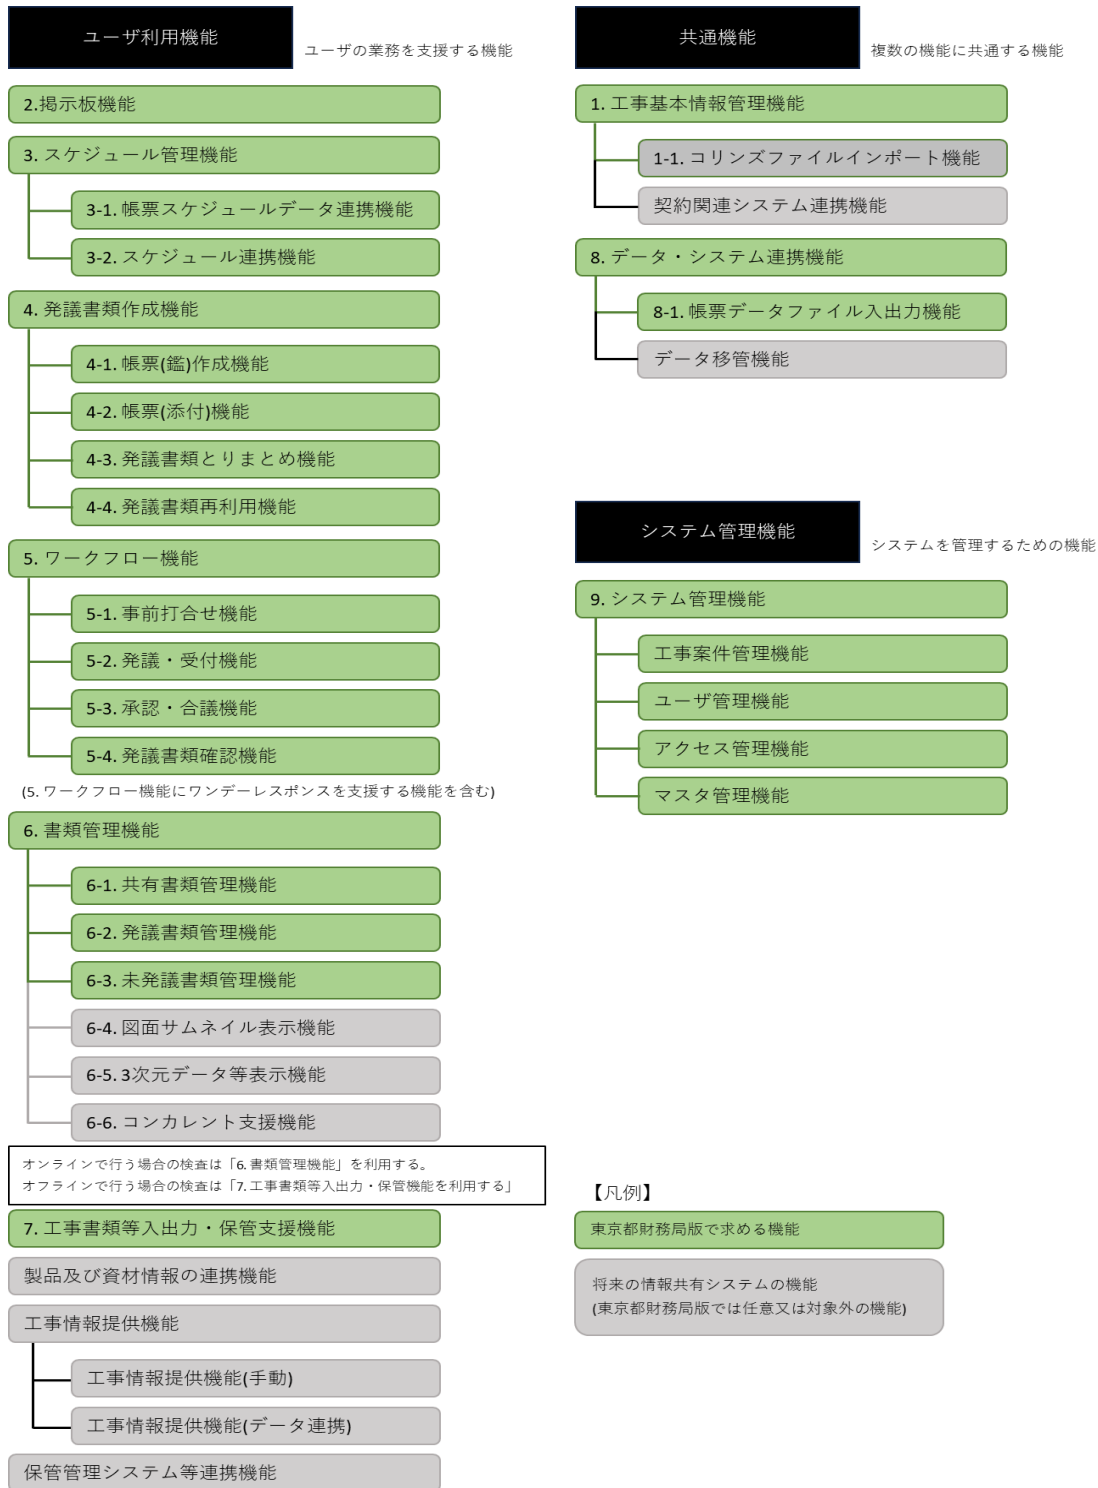 ユーザ利用機能
ユーザの業務を支援する機能
2.掲示板機能
3. スケジュール管理機能
3-1. 帳票スケジュールデータ連携機能
3-2. スケジュール連携機能
4. 発議書類作成機能
4-1. 帳票(鑑)作成機能
4-2. 帳票(添付)機能
4-3. 発議書類とりまとめ機能
4-4. 発議書類再利用機能
5. ワークフロー機能
5-1. 事前打合せ機能
5-2. 発議・受付機能
5-3. 承認・合議機能
5-4. 発議書類確認機能
(5. ワークフロー機能にワンデーレスポンスを支援する機能を含む)
6. 書類管理機能
6-1. 共有書類管理機能
6-2. 発議書類管理機能
6-3. 未発議書類管理機能
6-4. 図面サムネイル表示機能
6-5. 3次元データ等表示機能
6-6. コンカレント支援機能
オンラインで行う場合の検査は「6. 書類管理機能」を利用する。
オフラインで行う場合の検査は「7. 工事書類等入出力・保管機能を利用する」
7. 工事書類等入出力・保管支援機能
製品及び資材情報の連携機能
工事情報提供機能
工事情報提供機能(手動)
工事情報提供機能(データ連携)
保管管理システム等連携機能
共通機能
複数の機能に共通する機能
1. 工事基本情報管理機能
1-1. コリンズファイルインポート機能
契約関連システム連携機能
8. データ・システム連携機能
8-1. 帳票データファイル入出力機能
データ移管機能
システム管理機能
システムを管理するための機能
9. システム管理機能
工事案件管理機能
ユーザ管理機能
アクセス管理機能
マスタ管理機能
【凡例】
東京都財務局版で求める機能
将来の情報共有システムの機能
(東京都財務局版では任意又は対象外の機能)